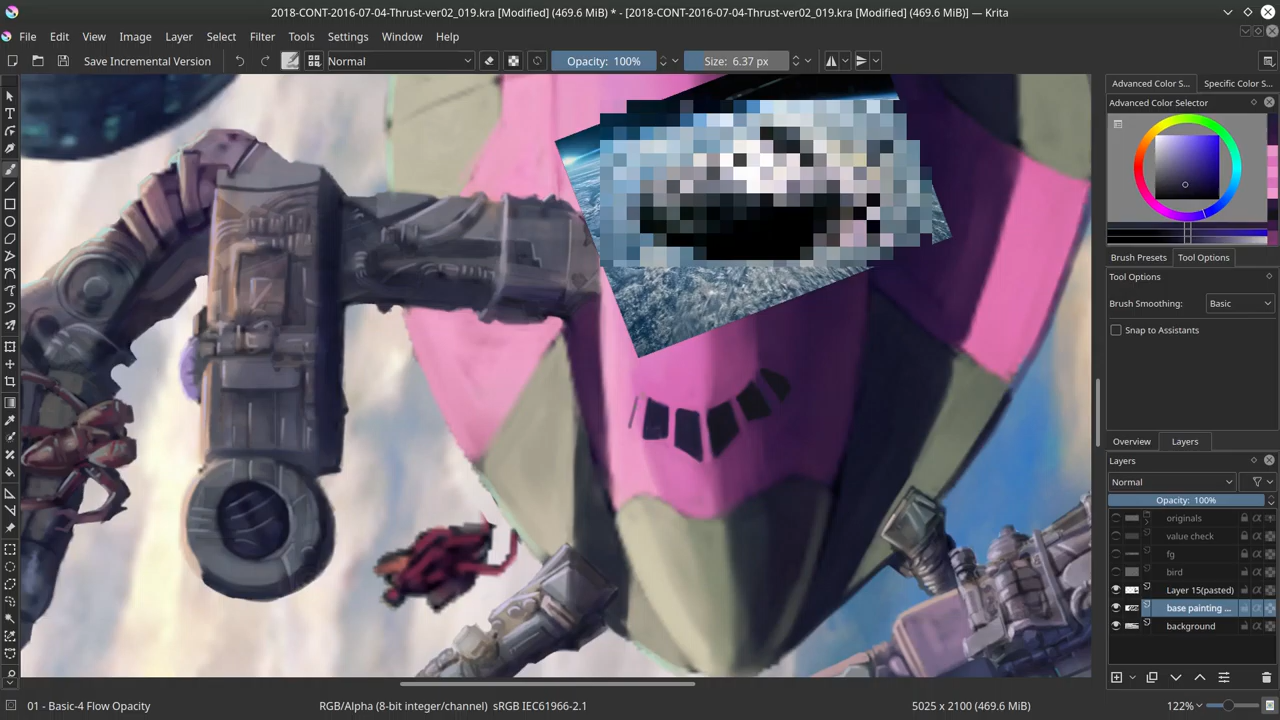 2018-CONT-2016-07-04-Thrust-ver02_019.kra [Modified] (469.6 MiB) * - [2018-CONT-2016-07-04-Thrust-ver02_019.kra [Modified] (469.6 MiB)] — Krita
File Edit View Image Layer Select Filter Tools Settings Window Help
Save Incremental Version Normal Opacity: 100% Size: 6.37 px
Advanced Color S... Specific Color S...
Advanced Color Selector
Brush Presets Tool Options
Tool Options
Brush Smoothing: Basic
Snap to Assistants
Overview Layers
Layers
Normal
Opacity: 100%
originals
value check
fg
bird
Layer 15(pasted)
base painting ...
background
01 - Basic-4 Flow Opacity RGB/Alpha (8-bit integer/channel) sRGB IEC61966-2.1 5025 x 2100 (469.6 MiB) 122%